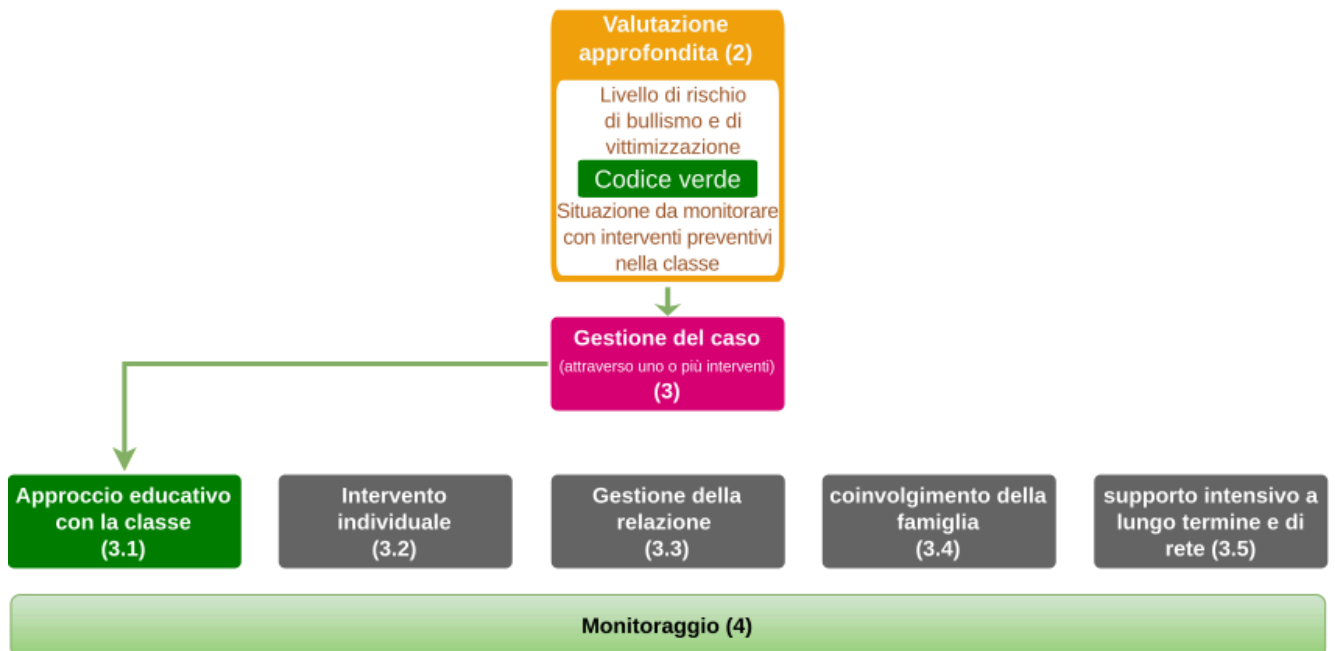 Valutazione
approfondita (2)
Livello di rischio
di bullismo e di
vittimizzazione
Codice verde
Situazione da monitorare
con interventi preventivi
nella classe
Gestione del caso
(attraverso uno o più interventi)
(3)
Approccio educativo
con la classe
(3.1)
Intervento
individuale
(3.2)
Gestione della
relazione
(3.3)
coinvolgimento della
famiglia
(3.4)
supporto intensivo a
lungo termine e di
rete (3.5)
Monitoraggio (4)